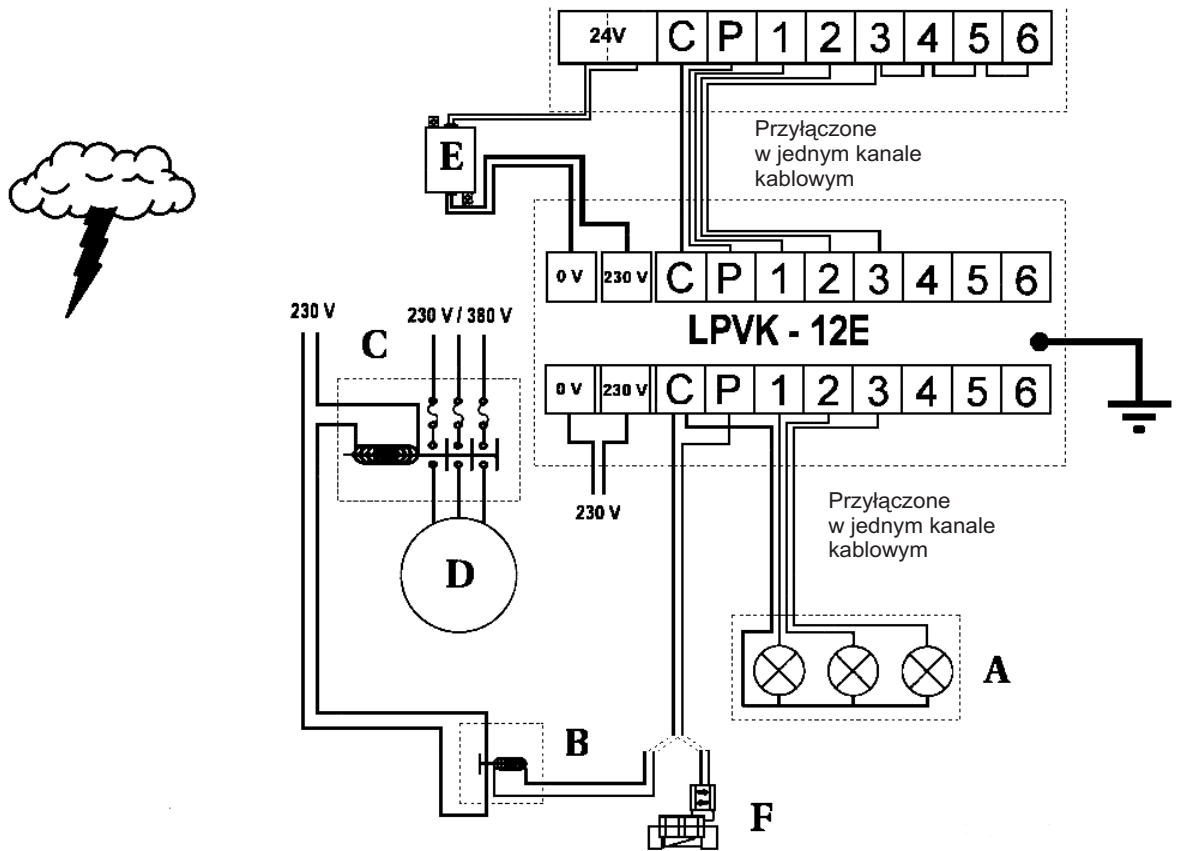 24V C P 1 2 3 4 5 6
Przyłączone
w jednym kanale
kablowym
E
0 V 230 V C P 1 2 3 4 5 6
LPVK - 12E
230 V
230 V / 380 V
C
0 V 230 V C P 1 2 3 4 5 6
230 V
Przyłączone
w jednym kanale
kablowym
D
A
B
F